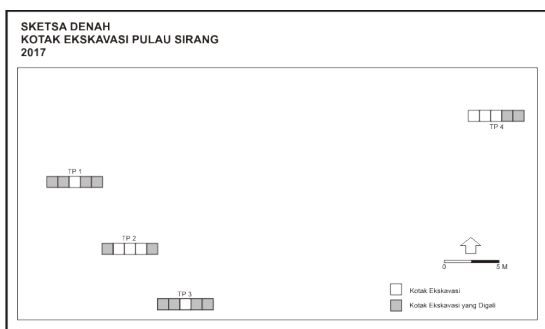 SKETSA DENAH
KOTAK EKSKAVASI PULAU SIRANG
2017
TP 4
TP 1
TP 2
TP 3
0 5 M
Kotak Ekskavasi
Kotak Ekskavasi yang Digali